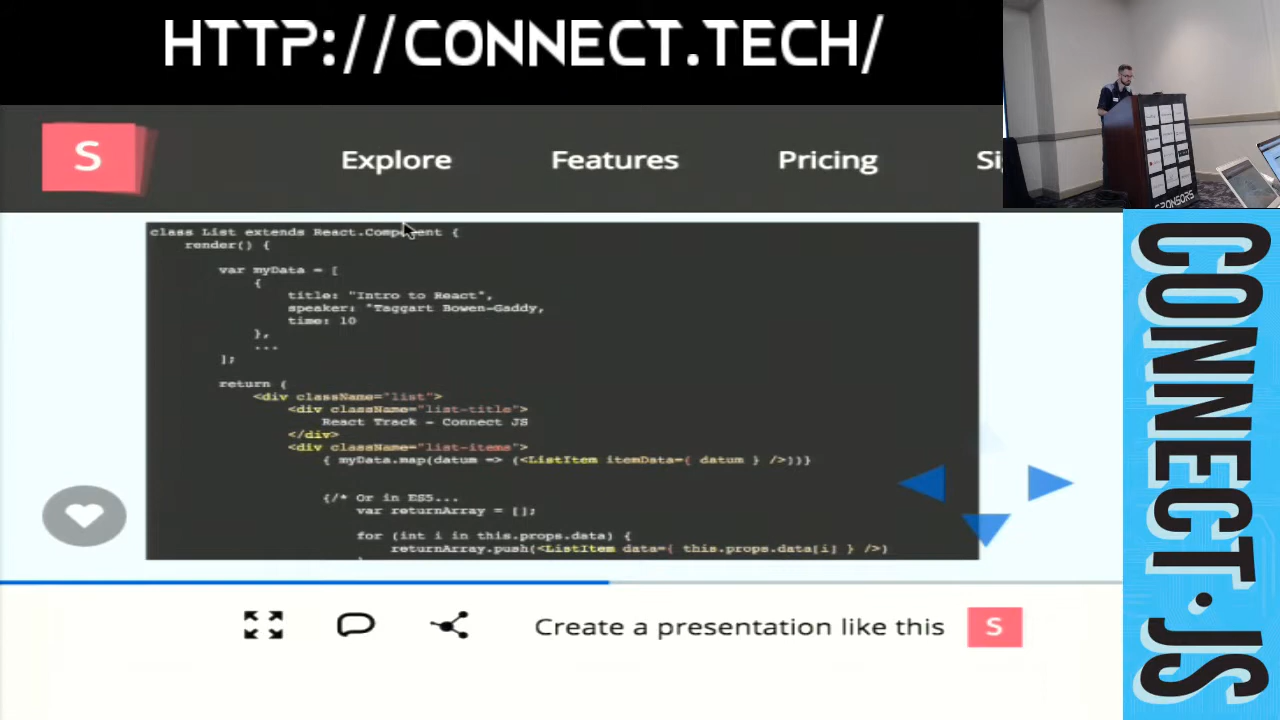 HTTP://CONNECT.TECH/
S
Explore Features Pricing
class List extends React.Component {
render() {
var myData = [
{
title: "Intro to React",
speaker: "Taggart Bowen-Gaddy,
time: 10
},
...
];
return (
<div className="list">
<div className="list-title">
React Track - Connect JS
</div>
<div className="list-items">
{ myData.map(datum => (<ListItem itemData={ datum } />))}
{/* Or in ES5...
var returnArray = [];
for (int i in this.props.data) {
returnArray.push(<ListItem data={ this.props.data[i] } />)
Create a presentation like this
S
SPONSORS
CONNECT.JS